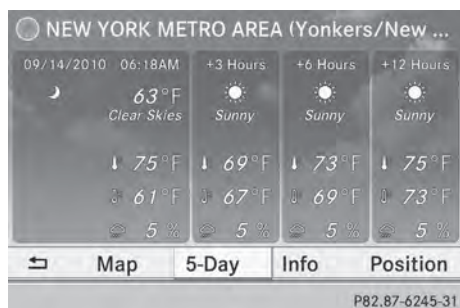 NEW YORK METRO AREA (Yonkers/New ...
09/14/2010 06:18AM +3 Hours +6 Hours +12 Hours
63°F
Clear Skies Sunny Sunny Sunny
75°F 69°F 73°F 75°F
61°F 67°F 69°F 73°F
5 % 5 % 5 % 5 %
Map 5-Day Info Position
P82.87-6245-31